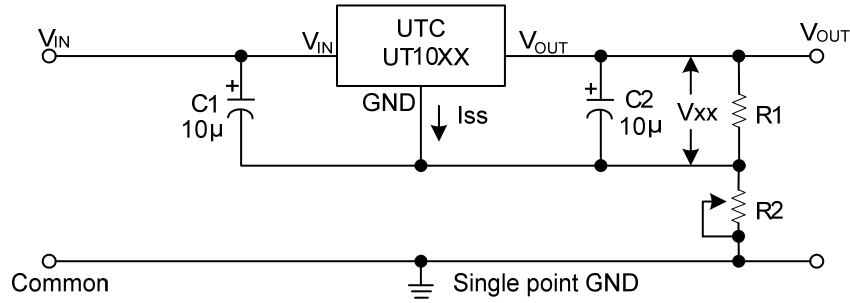 VIN
VIN
UTC
UT10XX
VOUT
VOUT
GND
Iss
C1
10μ
C2
10μ
Vxx
R1
R2
Common
Single point GND